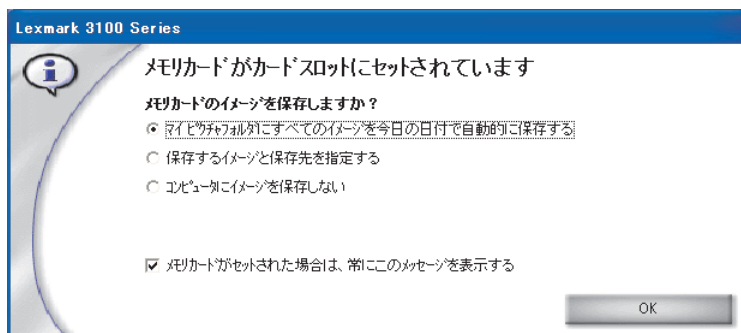 Lexmark 3100 Series
メモリカードがカードスロットにセットされています
メモリカードのイメージを保存しますか？
マイ ピクチャフォルダにすべてのイメージを今日の日付で自動的に保存する
保存するイメージと保存先を指定する
コンピュータにイメージを保存しない
メモリカードがセットされた場合は、常にこのメッセージを表示する
OK